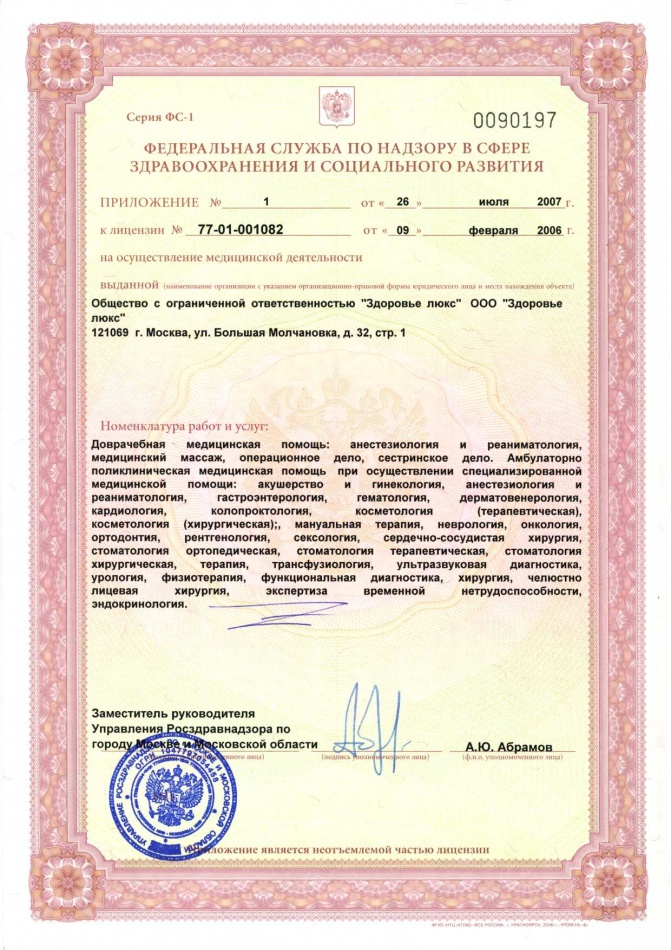 Серия ФС-1
0090197
ФЕДЕРАЛЬНАЯ СЛУЖБА ПО НАДЗОРУ В СФЕРЕ
ЗДРАВООХРАНЕНИЯ И СОЦИАЛЬНОГО РАЗВИТИЯ
ПРИЛОЖЕНИЕ № 1 от « 26 » июля 2007 г.
к лицензии № 77-01-001082 от « 09 » февраля 2006 г.
на осуществление медицинской деятельности
выданной (наименование организации с указанием организационно-правовой формы юридического лица и места нахождения объекта)
Общество с ограниченной ответственностью "Здоровье люкс" ООО "Здоровье
люкс"
121069 г. Москва, ул. Большая Молчановка, д. 32, стр. 1
Номенклатура работ и услуг:
Доврачебная медицинская помощь: анестезиология и реаниматология,
медицинский массаж, операционное дело, сестринское дело. Амбулаторно
поликлиническая медицинская помощь при осуществлении специализированной
медицинской помощи: акушерство и гинекология, анестезиология и
реаниматология, гастроэнтерология, гематология, дерматовенерология,
кардиология, колопроктология, косметология (терапевтическая),
косметология (хирургическая);, мануальная терапия, неврология, онкология,
ортодонтия, рентгенология, сексология, сердечно-сосудистая хирургия,
стоматология ортопедическая, стоматология терапевтическая, стоматология
хирургическая, терапия, трансфузиология, ультразвуковая диагностика,
урология, физиотерапия, функциональная диагностика, хирургия, челюстно
лицевая хирургия, экспертиза временной нетрудоспособности,
эндокринология.
Заместитель руководителя
Управления Росздравнадзора по
городу Москве и Московской области
А.Ю. Абрамов
(подпись уполномоченного лица)
(ф.и.о. уполномоченного лица)
УПРАВЛЕНИЕ РОСЗДРАВНАДЗОРА ПО Г. МОСКВЕ И МОСКОВСКОЙ ОБЛАСТИ
Приложение является неотъемлемой частью лицензии